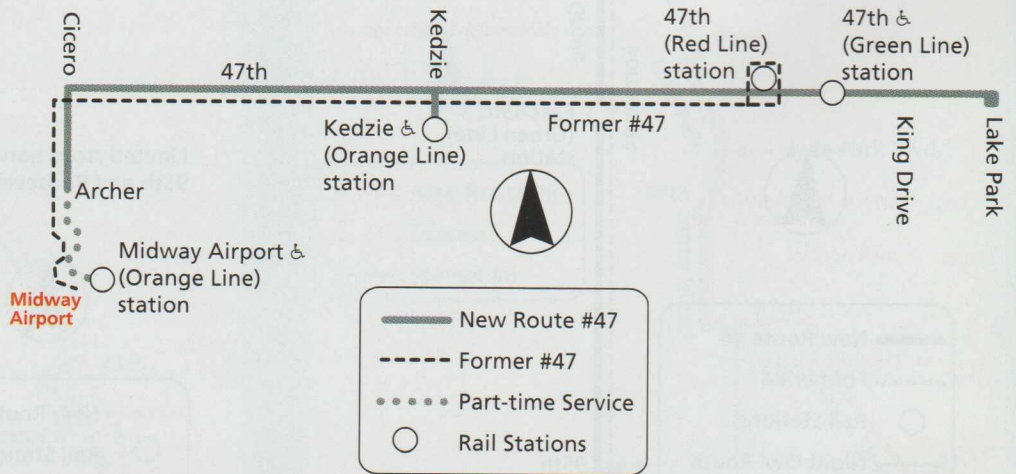 Cicero
47th
Kedzie
47th
(Red Line)
station
47th ♿
(Green Line)
station
Former #47
Kedzie ♿
(Orange Line)
station
King Drive
Lake Park
Archer
Midway Airport ♿
(Orange Line)
station
Midway
Airport
New Route #47
Former #47
Part-time Service
Rail Stations